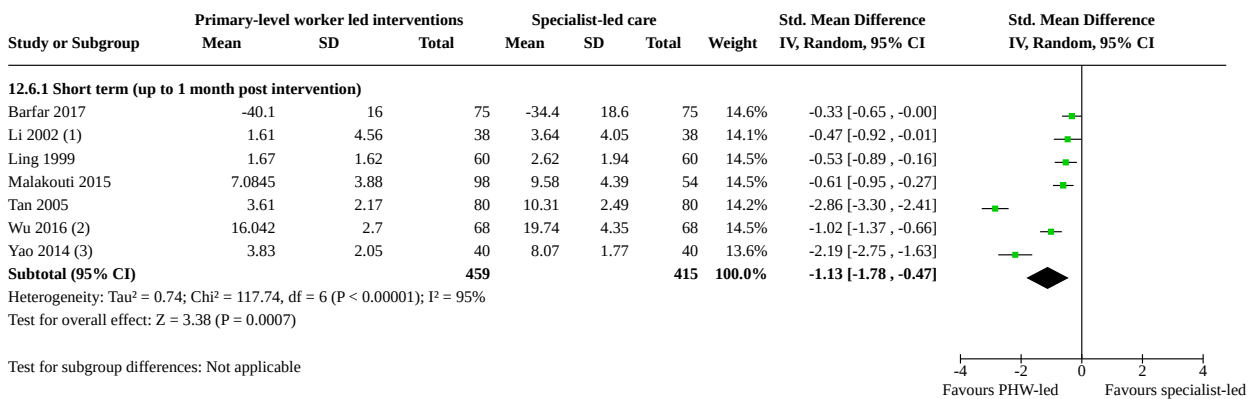 Primary-level worker led interventions Specialist-led care Std. Mean Difference Std. Mean Difference
Study or Subgroup Mean SD Total Mean SD Total Weight IV, Random, 95% CI IV, Random, 95% CI
12.6.1 Short term (up to 1 month post intervention)
Barfar 2017 -40.1 16 75 -34.4 18.6 75 14.6% -0.33 [-0.65 , -0.00]
Li 2002 (1) 1.61 4.56 38 3.64 4.05 38 14.1% -0.47 [-0.92 , -0.01]
Ling 1999 1.67 1.62 60 2.62 1.94 60 14.5% -0.53 [-0.89 , -0.16]
Malakouti 2015 7.0845 3.88 98 9.58 4.39 54 14.5% -0.61 [-0.95 , -0.27]
Tan 2005 3.61 2.17 80 10.31 2.49 80 14.2% -2.86 [-3.30 , -2.41]
Wu 2016 (2) 16.042 2.7 68 19.74 4.35 68 14.5% -1.02 [-1.37 , -0.66]
Yao 2014 (3) 3.83 2.05 40 8.07 1.77 40 13.6% -2.19 [-2.75 , -1.63]
Subtotal (95% CI) 459 415 100.0% -1.13 [-1.78 , -0.47]
Heterogeneity: Tau² = 0.74; Chi² = 117.74, df = 6 (P < 0.00001); I² = 95%
Test for overall effect: Z = 3.38 (P = 0.0007)
Test for subgroup differences: Not applicable
-4 -2 0 2 4
Favours PHW-led Favours specialist-led